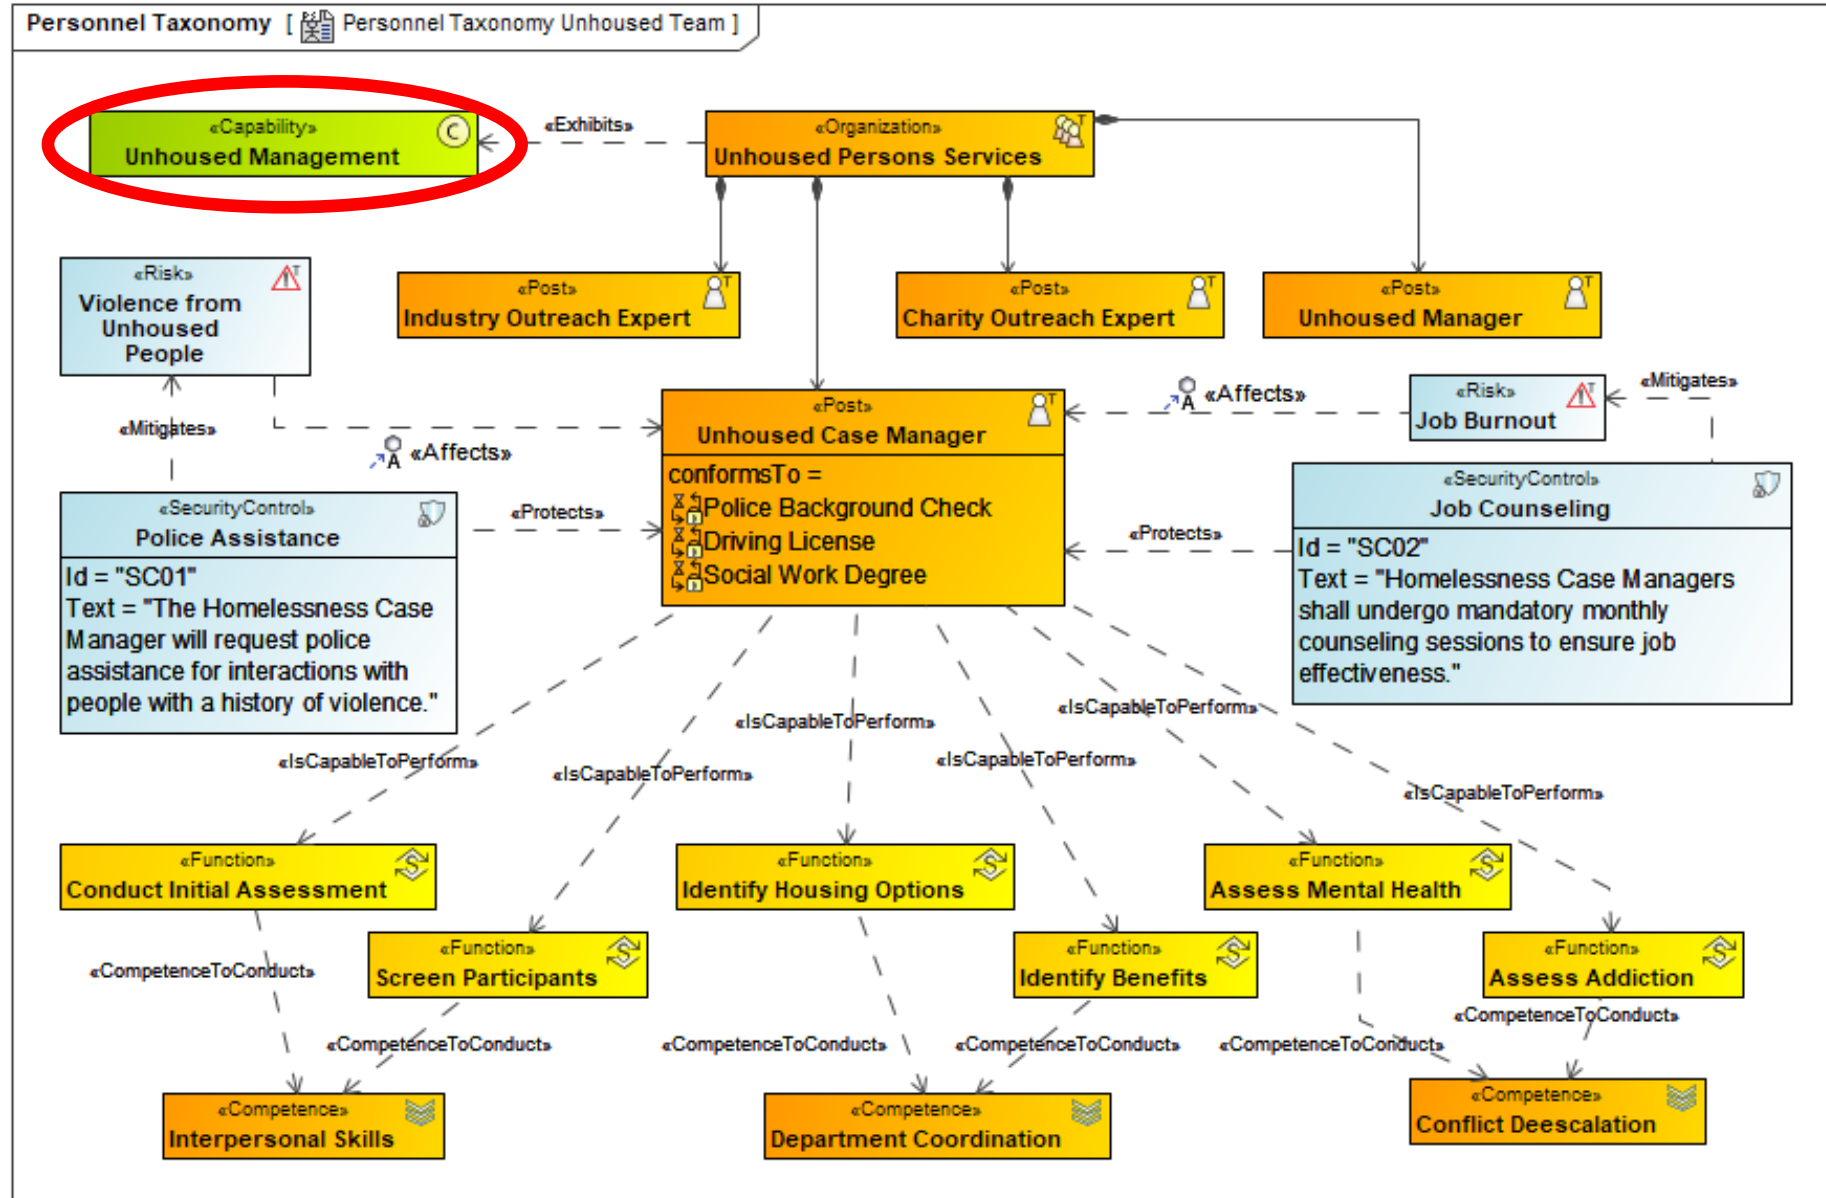 Personnel Taxonomy [ Personnel Taxonomy Unhoused Team ]
«Capability»
Unhoused Management
C
«Exhibits»
«Organization»
Unhoused Persons Services
«Risk»
Violence from
Unhoused
People
«Post»
Industry Outreach Expert
«Post»
Charity Outreach Expert
«Post»
Unhoused Manager
«Mitigates»
A «Affects»
«Post»
Unhoused Case Manager
conformsTo =
Police Background Check
Driving License
Social Work Degree
A «Affects»
«Risk»
Job Burnout
«Mitigates»
«SecurityControl»
Police Assistance
Id = "SC01"
Text = "The Homelessness Case
Manager will request police
assistance for interactions with
people with a history of violence."
«Protects»
«Protects»
«SecurityControl»
Job Counseling
Id = "SC02"
Text = "Homelessness Case Managers
shall undergo mandatory monthly
counseling sessions to ensure job
effectiveness."
«IsCapableToPerform»
«IsCapableToPerform»
«IsCapableToPerform»
«IsCapableToPerform»
«IsCapableToPerform»
«IsCapableToPerform»
«Function»
Conduct Initial Assessment
«Function»
Screen Participants
«Function»
Identify Housing Options
«Function»
Identify Benefits
«Function»
Assess Mental Health
«Function»
Assess Addiction
«CompetenceToConduct»
«CompetenceToConduct»
«CompetenceToConduct»
«CompetenceToConduct»
«CompetenceToConduct»
«CompetenceToConduct»
«Competence»
Interpersonal Skills
«Competence»
Department Coordination
«Competence»
Conflict Deescalation